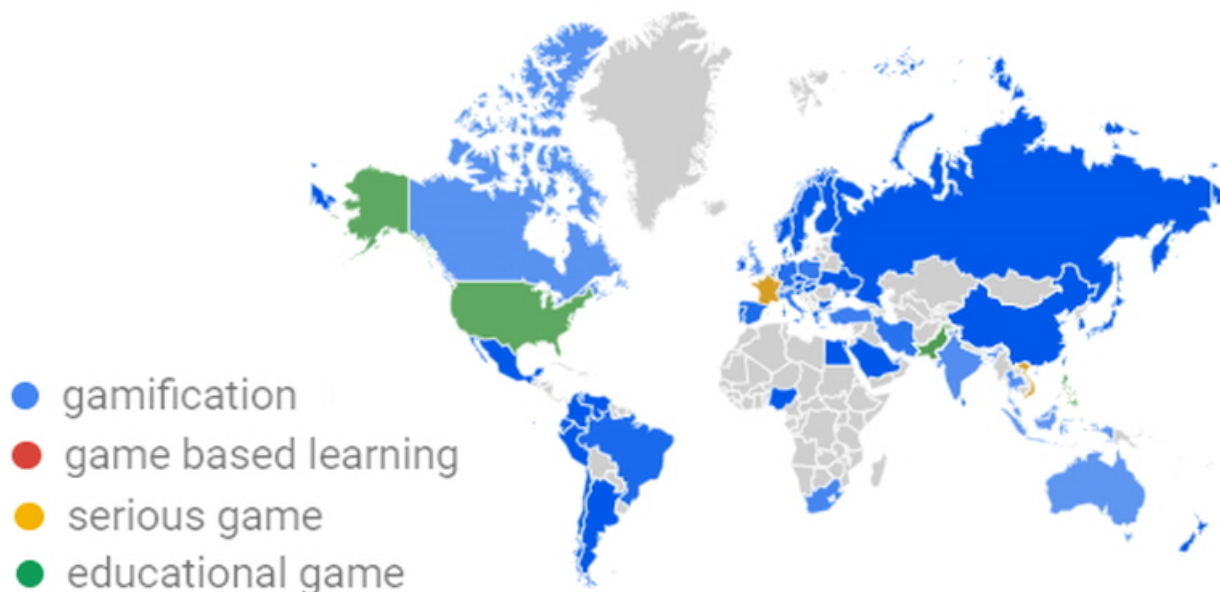 gamification
game based learning
serious game
educational game